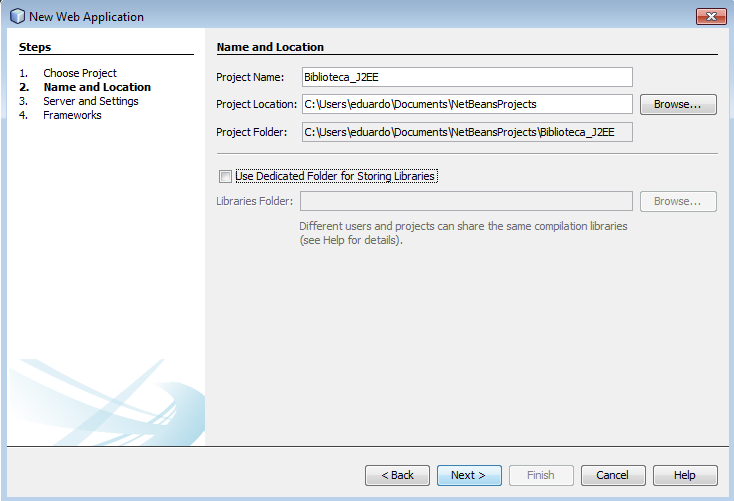 New Web Application
Steps
1. Choose Project
2. Name and Location
3. Server and Settings
4. Frameworks
Name and Location
Project Name: Biblioteca_J2EE
Project Location: C:\Users\eduardo\Documents\NetBeansProjects Browse...
Project Folder: C:\Users\eduardo\Documents\NetBeansProjects\Biblioteca_J2EE
Use Dedicated Folder for Storing Libraries
Libraries Folder: Browse...
Different users and projects can share the same compilation libraries
(see Help for details).
< Back Next > Finish Cancel Help